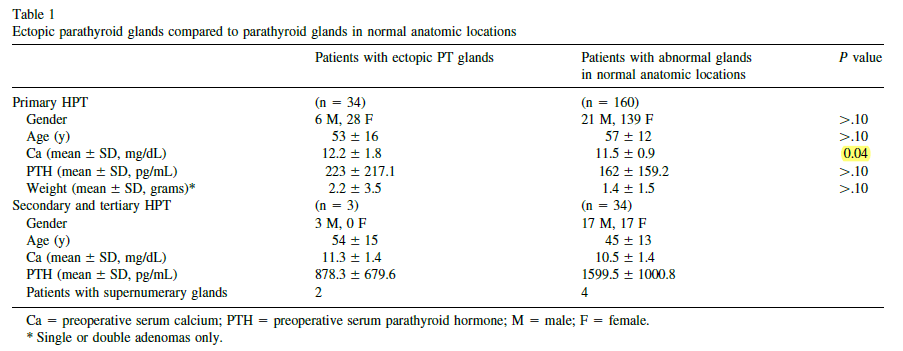 Table 1
Ectopic parathyroid glands compared to parathyroid glands in normal anatomic locations
Patients with ectopic PT glands Patients with abnormal glands P value
in normal anatomic locations
Primary HPT (n = 34) (n = 160)
Gender 6 M, 28 F 21 M, 139 F >.10
Age (y) 53 ± 16 57 ± 12 >.10
Ca (mean ± SD, mg/dL) 12.2 ± 1.8 11.5 ± 0.9 0.04
PTH (mean ± SD, pg/mL) 223 ± 217.1 162 ± 159.2 >.10
Weight (mean ± SD, grams)* 2.2 ± 3.5 1.4 ± 1.5 >.10
Secondary and tertiary HPT (n = 3) (n = 34)
Gender 3 M, 0 F 17 M, 17 F
Age (y) 54 ± 15 45 ± 13
Ca (mean ± SD, mg/dL) 11.3 ± 1.4 10.5 ± 1.4
PTH (mean ± SD, pg/mL) 878.3 ± 679.6 1599.5 ± 1000.8
Patients with supernumerary glands 2 4
Ca = preoperative serum calcium; PTH = preoperative serum parathyroid hormone; M = male; F = female.
* Single or double adenomas only.